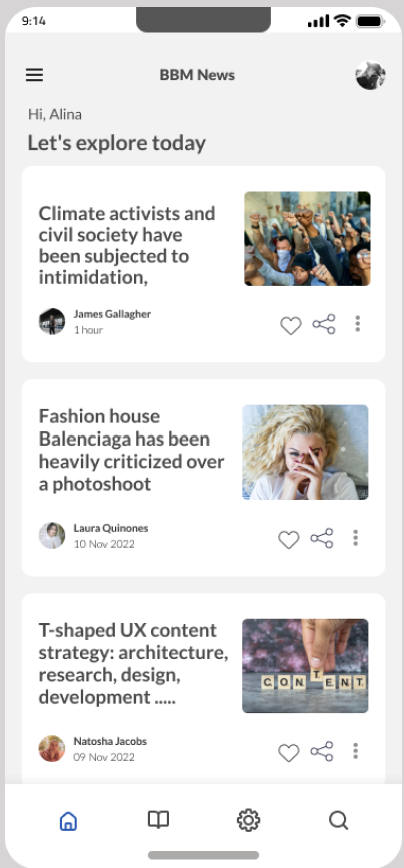 9:14
BBM News
Hi, Alina
Let's explore today
Climate activists and
civil society have
been subjected to
intimidation,
James Gallagher
1 hour
Fashion house
Balenciaga has been
heavily criticized over
a photoshoot
Laura Quinones
10 Nov 2022
T-shaped UX content
strategy: architecture,
research, design,
development .....
CONTENT
Natosha Jacobs
09 Nov 2022